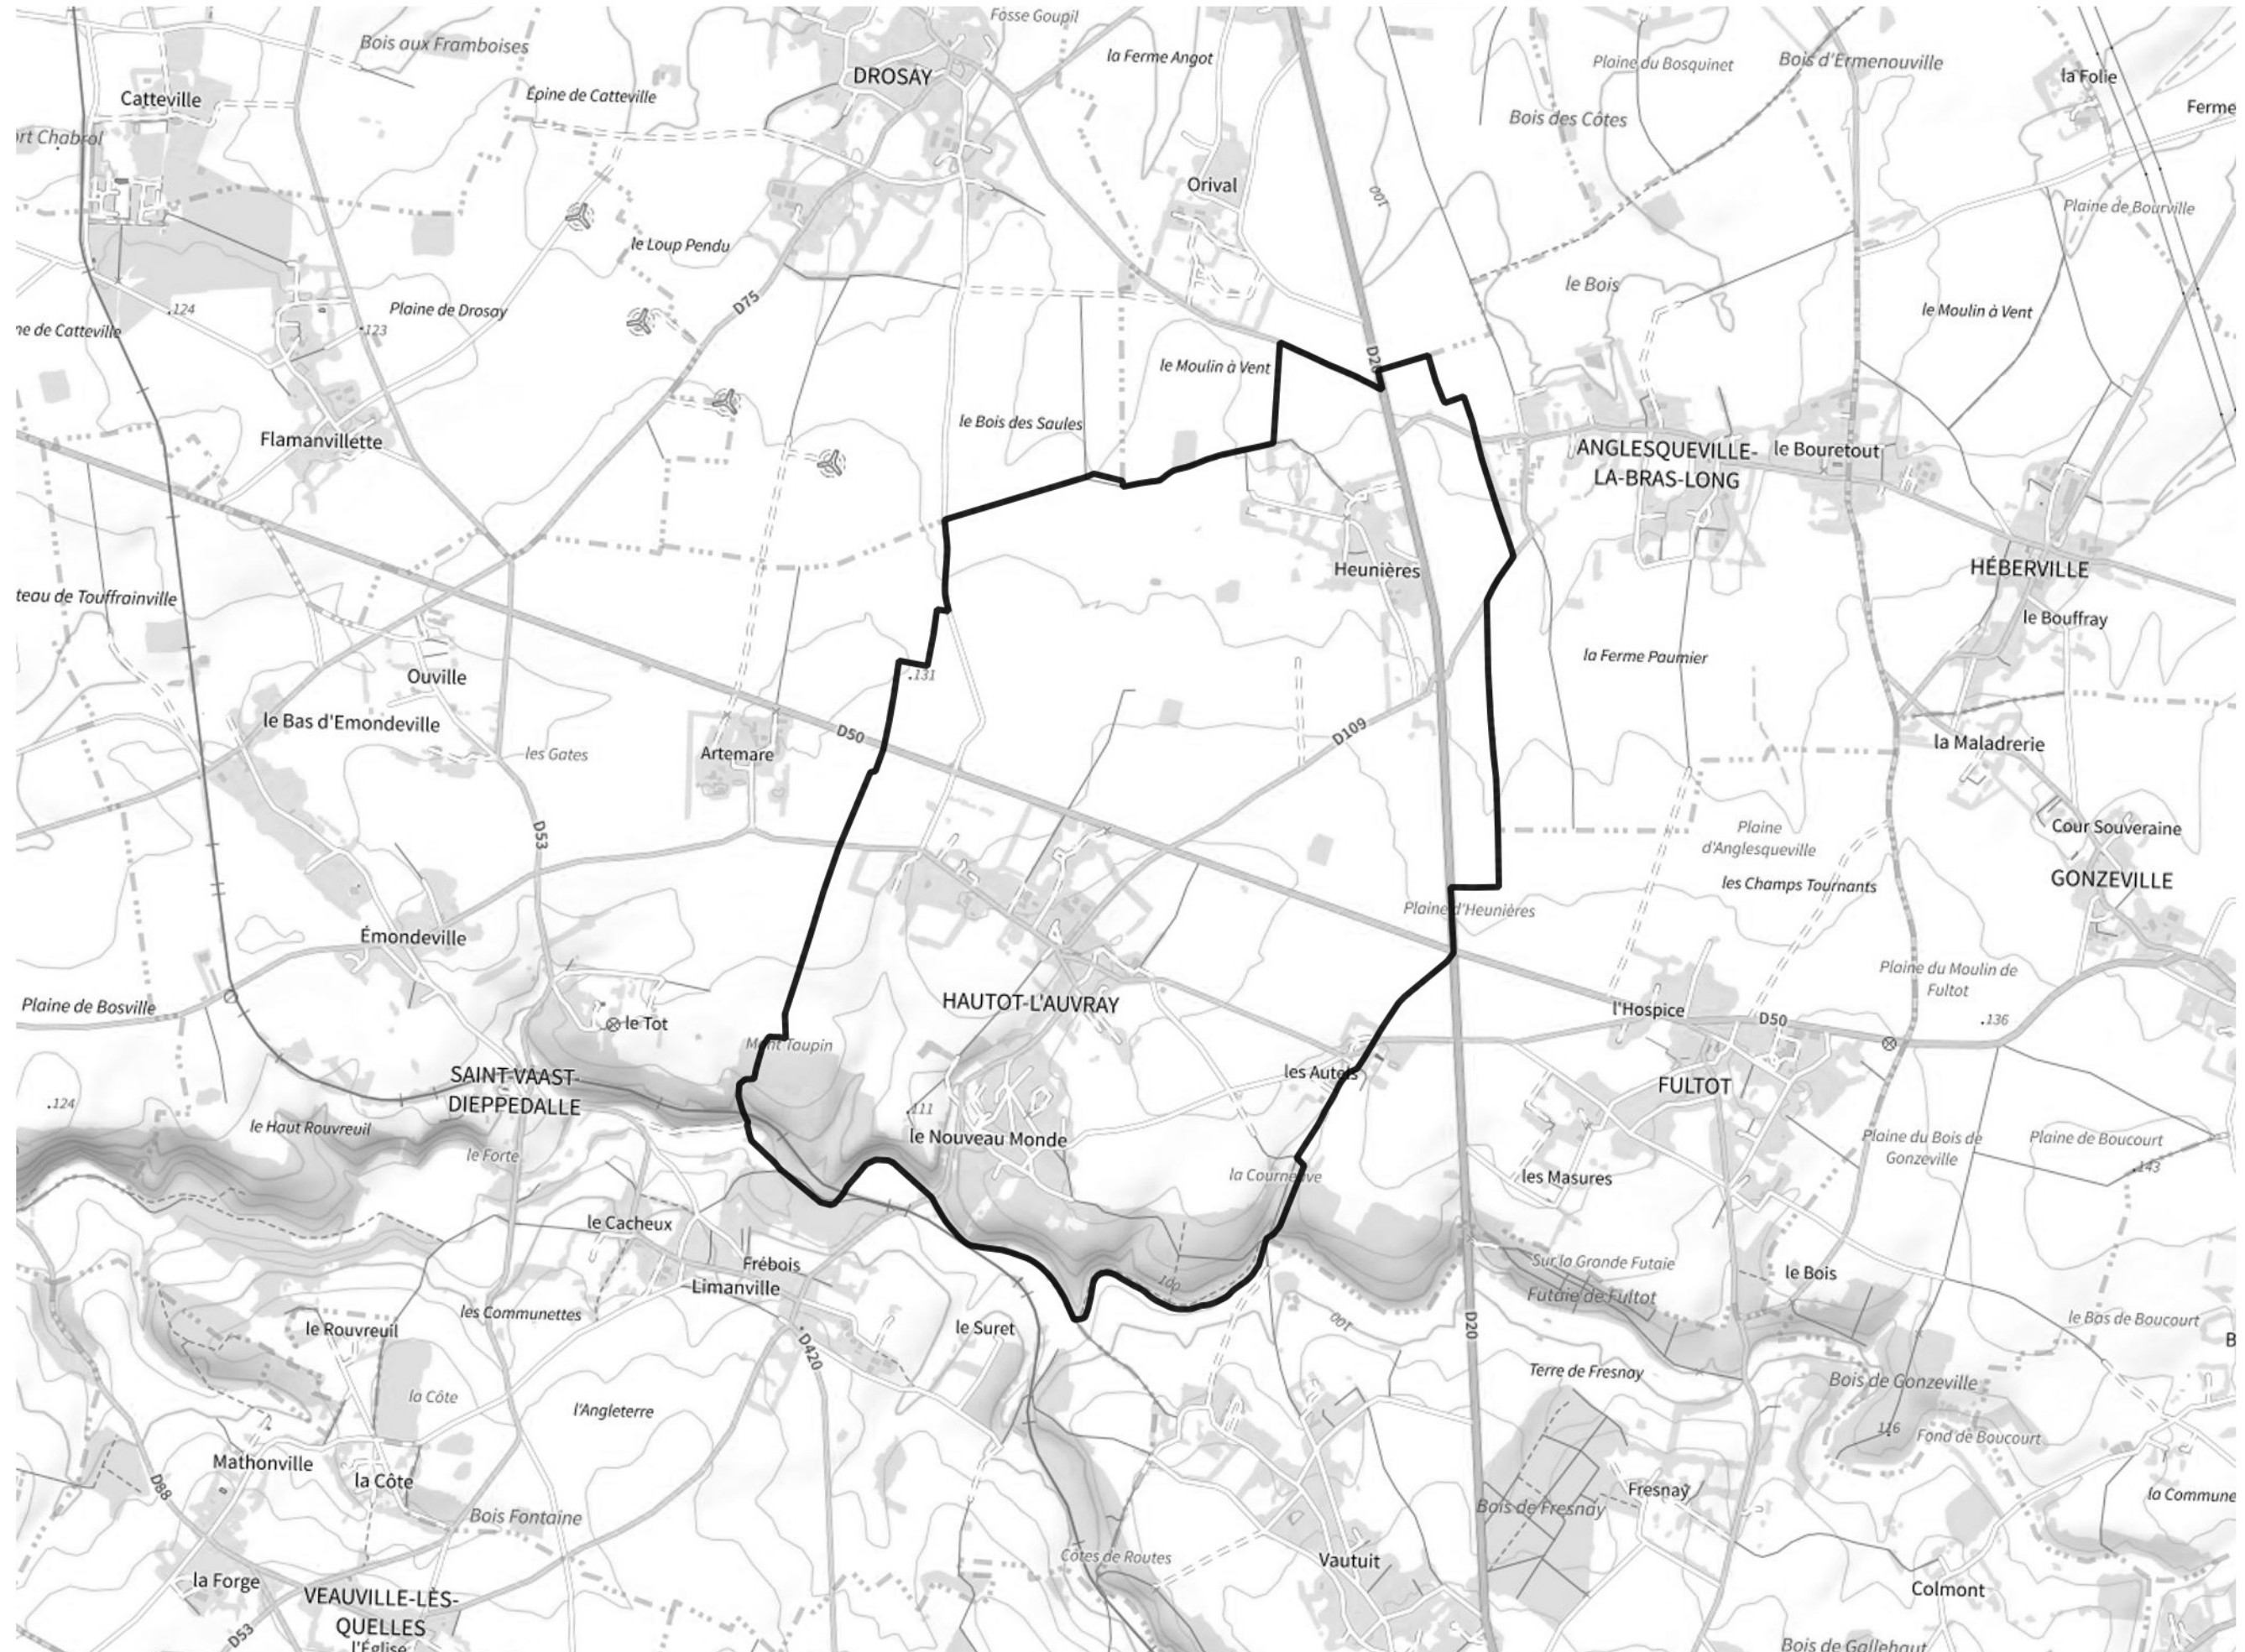 Fosse Goupil
Bois aux Framboises
la Ferme Angot
Plaine du Bosquinet
Bois d'Ermenouville
la Folie
DROSAY
Catteville
Épine de Catteville
Ferme
Bois des Côtes
rt Chabrol
Orival
100
Plaine de Bourville
le Loup Pendu
le Bois
D75
.124
Plaine de Drosay
le Moulin à Vent
.123
ne de Catteville
le Moulin à Vent
le Bois des Saules
Flamanvillette
ANGLESQUEVILLE-
LA-BRAS-LONG
le Bouretout
HÉBERVILLE
Heunières
teau de Touffrainville
le Bouffray
la Ferme Paumier
Ouville
.131
le Bas d'Emondeville
D50
D109
la Maladrerie
les Gates
Artemare
D53
Plaine
d'Anglesqueville
Cour Souveraine
GONZEVILLE
les Champs Tournants
Plaine d'Heunières
Émondeville
Plaine du Moulin de
Fultot
HAUTOT-L'AUVRAY
Plaine de Bosville
l'Hospice
D50
.136
le Tot
Mont Taupin
les Autels
SAINT-VAAST-
DIEPPEDALLE
FULTOT
.124
.111
le Haut Rouvreuil
le Nouveau Monde
Plaine du Bois de
Gonzeville
Plaine de Boucourt
.143
le Forte
la Courneuve
les Masures
le Cacheux
Frébois
Limanville
Sur la Grande Futaie
le Bois
100
Futaie de Fultot
les Communettes
le Rouvreuil
le Suret
100
D20
le Bas de Boucourt
B
D420
Terre de Fresnay
Bois de Gonzeville
la Côte
l'Angleterre
116
Fond de Boucourt
Mathonville
la Côte
D88
Fresnay
la Commune
Bois Fontaine
Bois de Fresnay
Côtes de Routes
Vautuit
la Forge
Colmont
VEAUVILLE-LÈS-
QUELLES
l'Église
D53
Bois de Gallehaut